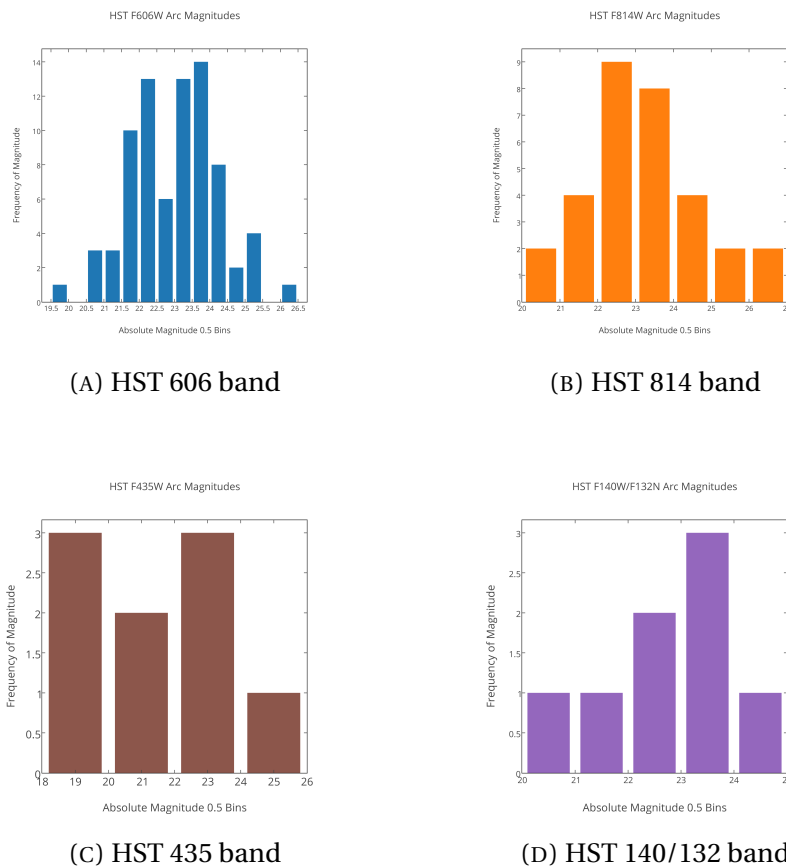 HST F606W Arc Magnitudes
14
12
10
8
6
4
2
0
Frequency of Magnitude
19.5 20 20.5 21 21.5 22 22.5 23 23.5 24 24.5 25 25.5 26 26.5
Absolute Magnitude 0.5 Bins
(A) HST 606 band
HST F814W Arc Magnitudes
9
8
7
6
5
4
3
2
1
0
Frequency of Magnitude
20 21 22 23 24 25 26
Absolute Magnitude 0.5 Bins
(B) HST 814 band
HST F435W Arc Magnitudes
3
2.5
2
1.5
1
0.5
0
Frequency of Magnitude
18 19 20 21 22 23 24 25 26
Absolute Magnitude 0.5 Bins
(C) HST 435 band
HST F140W/F132N Arc Magnitudes
3
2.5
2
1.5
1
0.5
0
Frequency of Magnitude
20 21 22 23 24
Absolute Magnitude 0.5 Bins
(D) HST 140/132 band